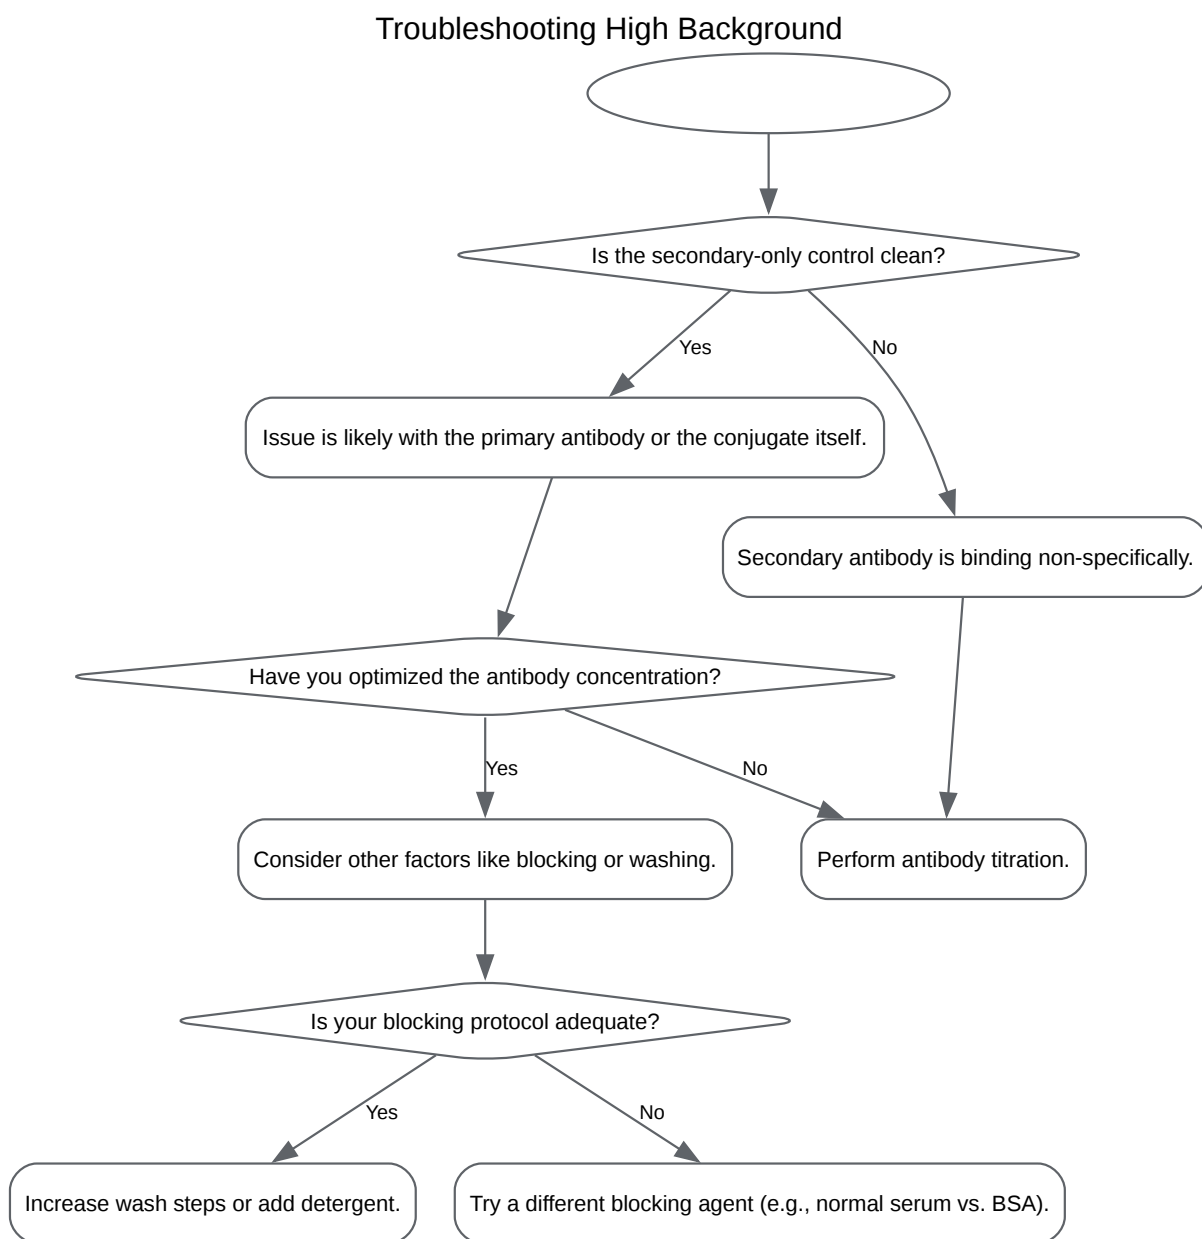 Troubleshooting High Background
Is the secondary-only control clean?
Yes
No
Issue is likely with the primary antibody or the conjugate itself.
Secondary antibody is binding non-specifically.
Have you optimized the antibody concentration?
Yes
No
Consider other factors like blocking or washing.
Perform antibody titration.
Is your blocking protocol adequate?
Yes
No
Increase wash steps or add detergent.
Try a different blocking agent (e.g., normal serum vs. BSA).